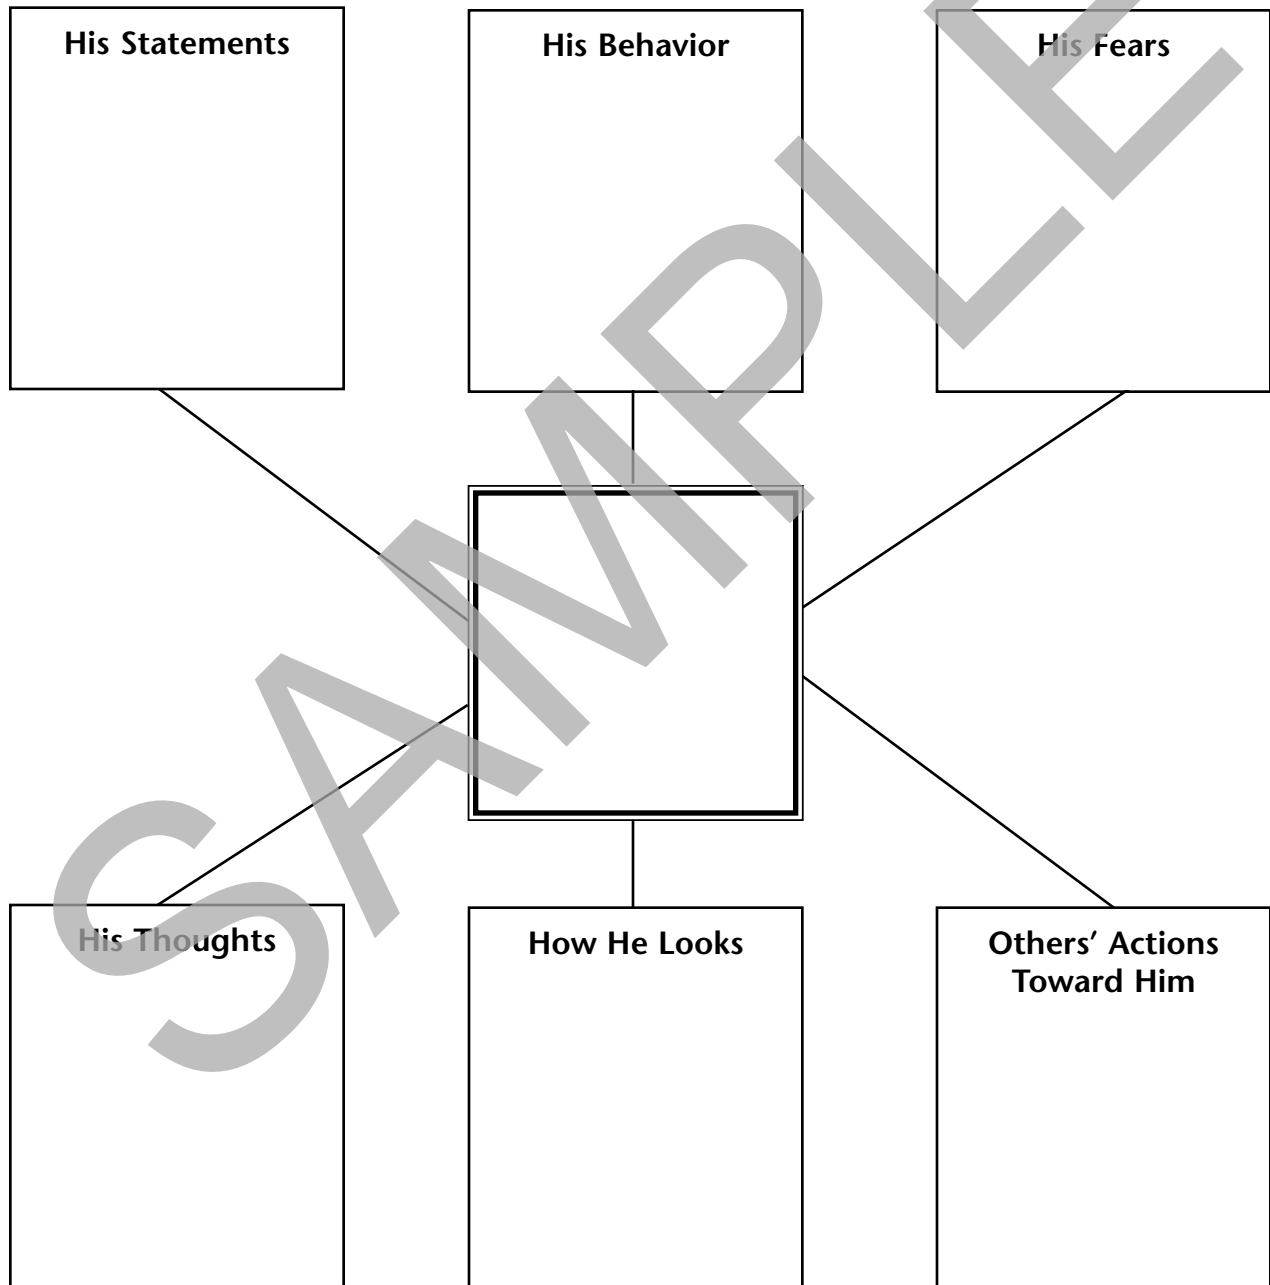 His Statements
His Behavior
His Fears
His Thoughts
How He Looks
Others’ Actions
Toward Him
SAMPLE